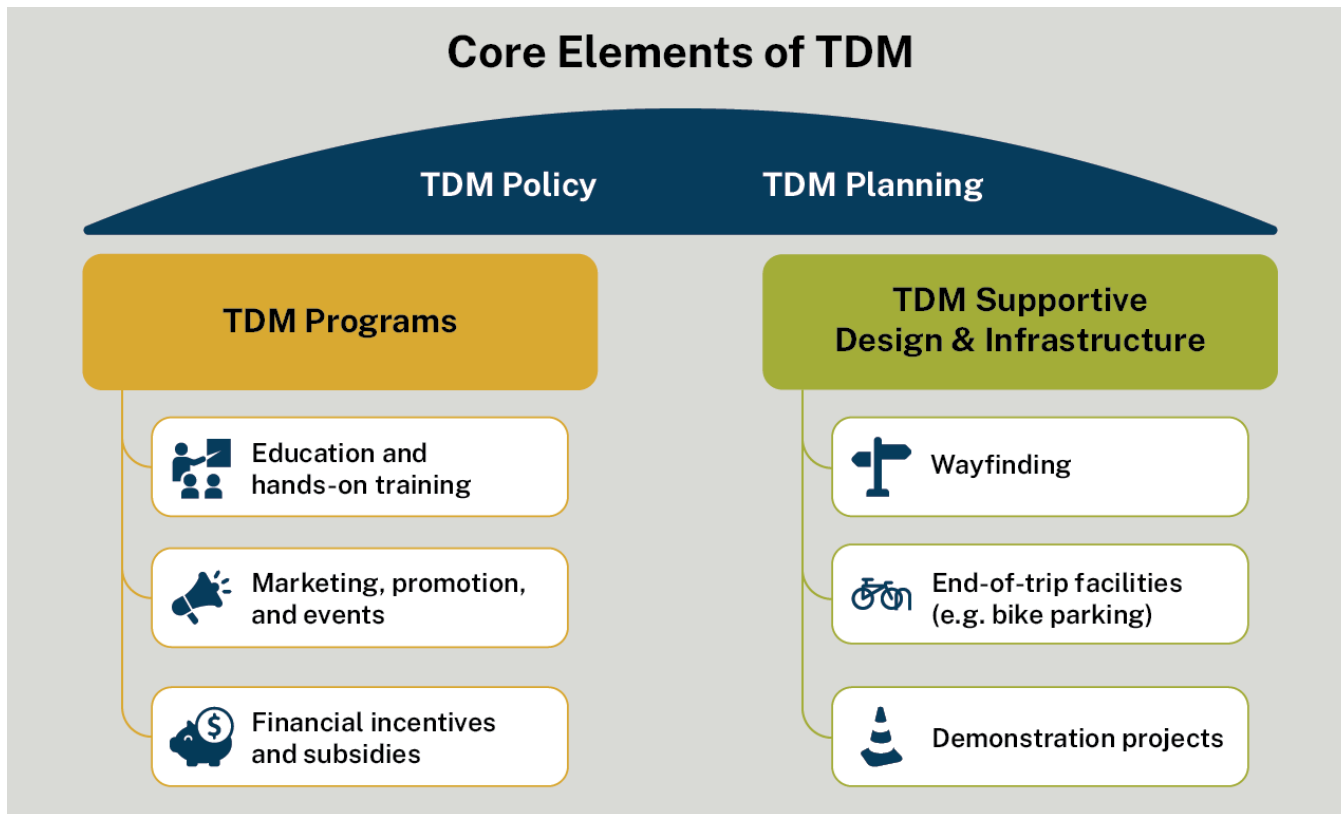 Core Elements of TDM
TDM Policy
TDM Planning
TDM Programs
Education and
hands-on training
Marketing, promotion,
and events
$
Financial incentives
and subsidies
TDM Supportive
Design & Infrastructure
Wayfinding
End-of-trip facilities
(e.g. bike parking)
Demonstration projects